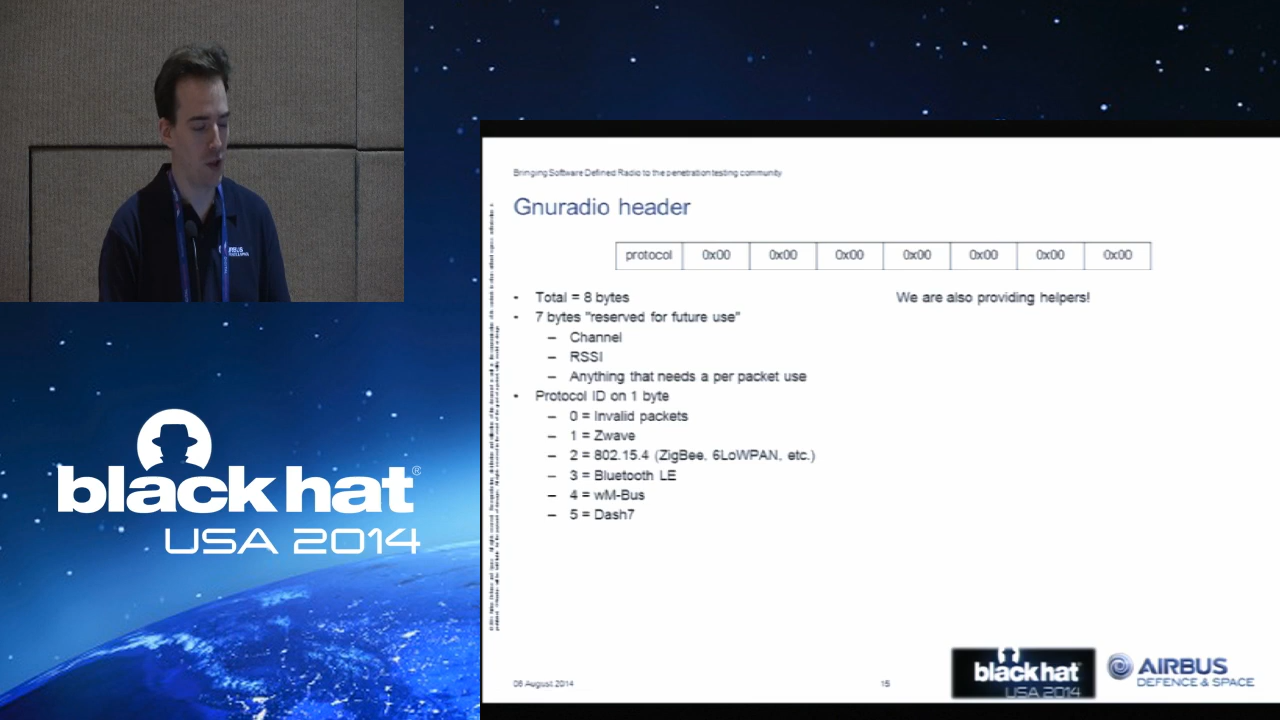 Bringing Software Defined Radio to the penetration testing community
Gnuradio header
protocol 0x00 0x00 0x00 0x00 0x00 0x00 0x00
- Total = 8 bytes
- 7 bytes "reserved for future use"
– Channel
– RSSI
– Anything that needs a per packet use
- Protocol ID on 1 byte
– 0 = Invalid packets
– 1 = Zwave
– 2 = 802.15.4 (ZigBee, 6LoWPAN, etc.)
– 3 = Bluetooth LE
– 4 = wM-Bus
– 5 = Dash7
We are also providing helpers!
06 August 2014
15
black hat
USA 2014
AIRBUS
DEFENCE & SPACE
black hat®
USA 2014